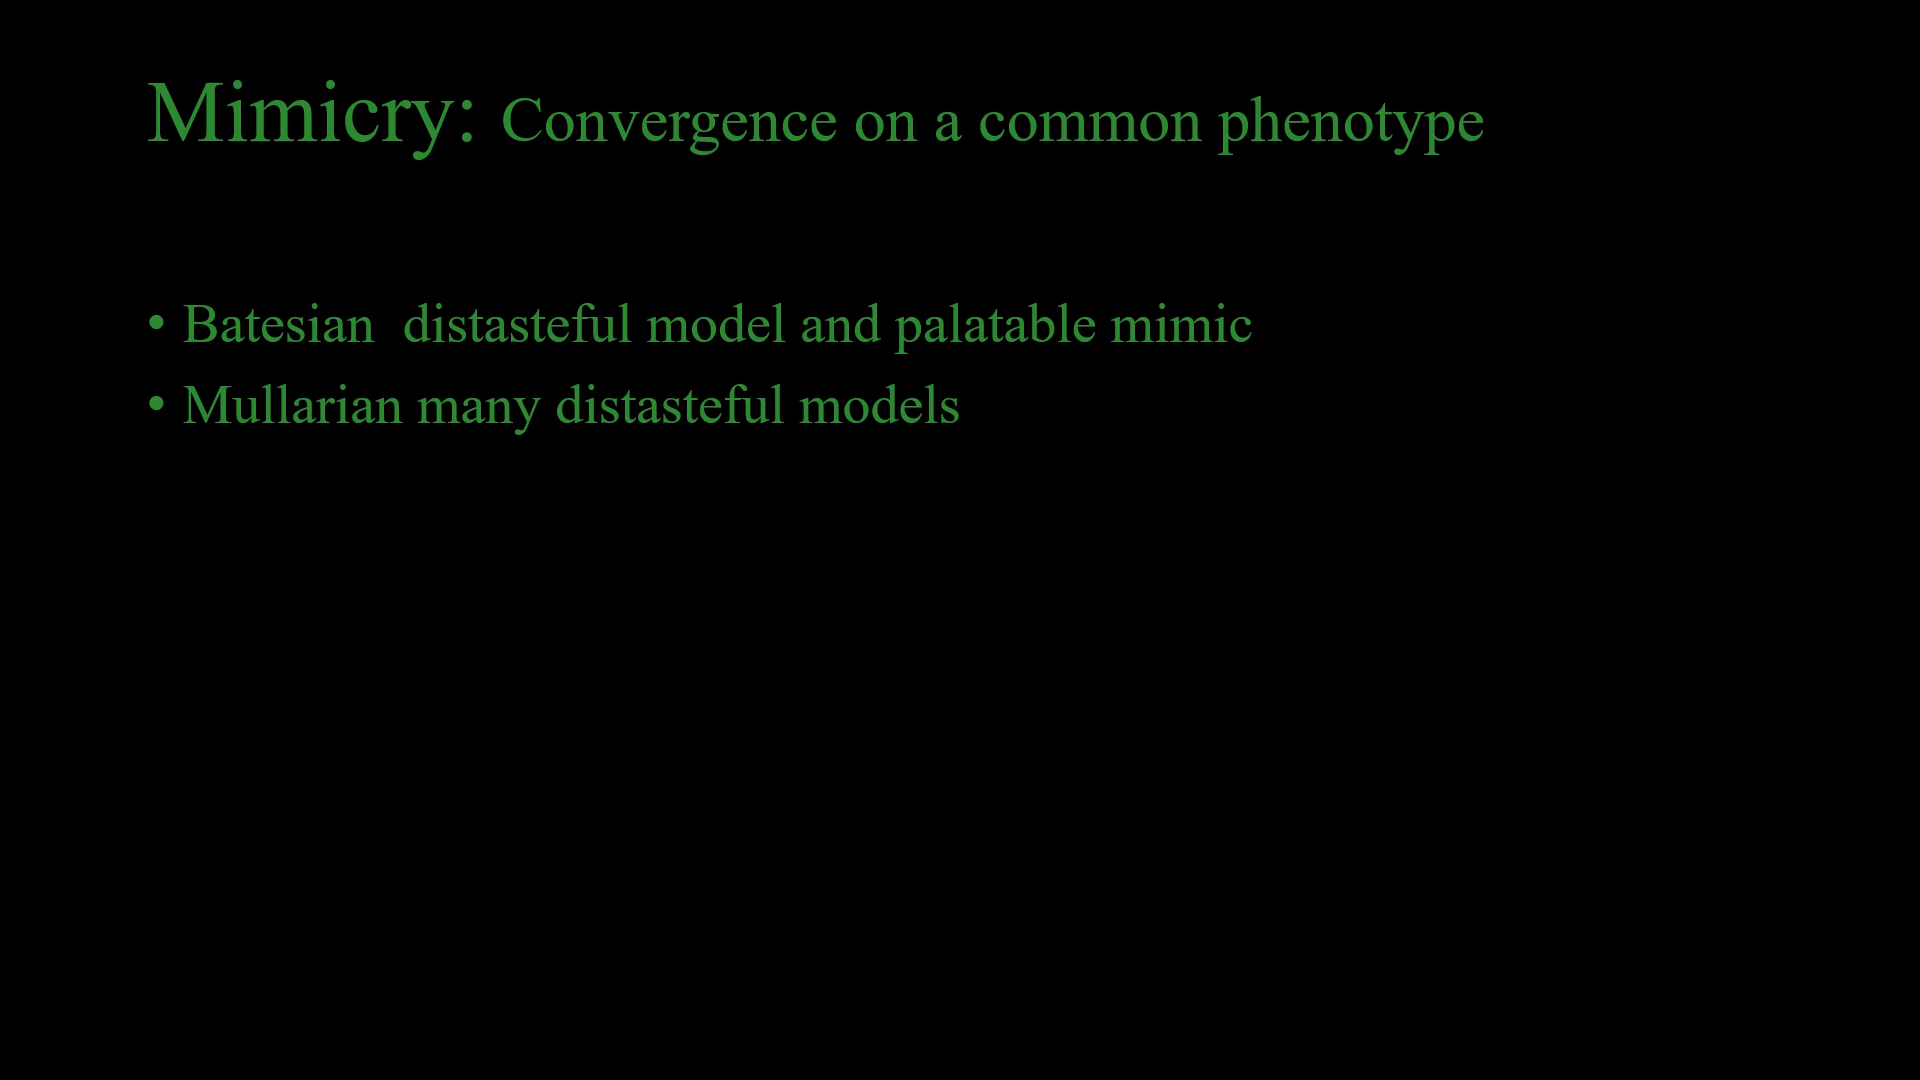 Mimicry: Convergence on a common phenotype
• Batesian  distasteful model and palatable mimic
• Mullarian many distasteful models